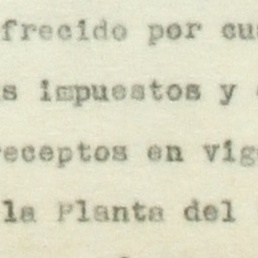 frecido por cu
s impuestos y
receptos en vig
la Planta del